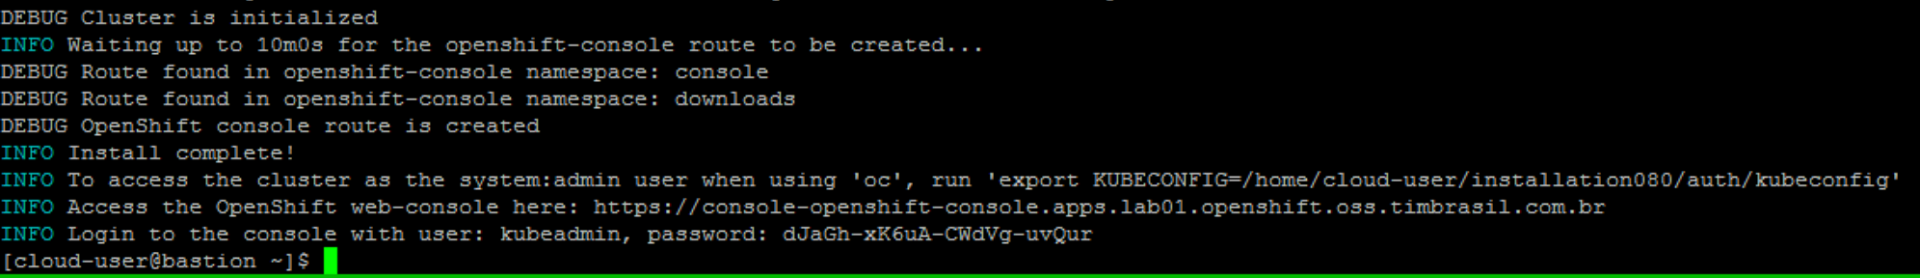 DEBUG Cluster is initialized
INFO Waiting up to 10m0s for the openshift-console route to be created...
DEBUG Route found in openshift-console namespace: console
DEBUG Route found in openshift-console namespace: downloads
DEBUG OpenShift console route is created
INFO Install complete!
INFO To access the cluster as the system:admin user when using 'oc', run 'export KUBECONFIG=/home/cloud-user/installation080/auth/kubeconfig'
INFO Access the OpenShift web-console here: https://console-openshift-console.apps.lab01.openshift.oss.timbrasil.com.br
INFO Login to the console with user: kubeadmin, password: dJaGh-xK6uA-CWdVg-uvQur
[cloud-user@bastion ~]$